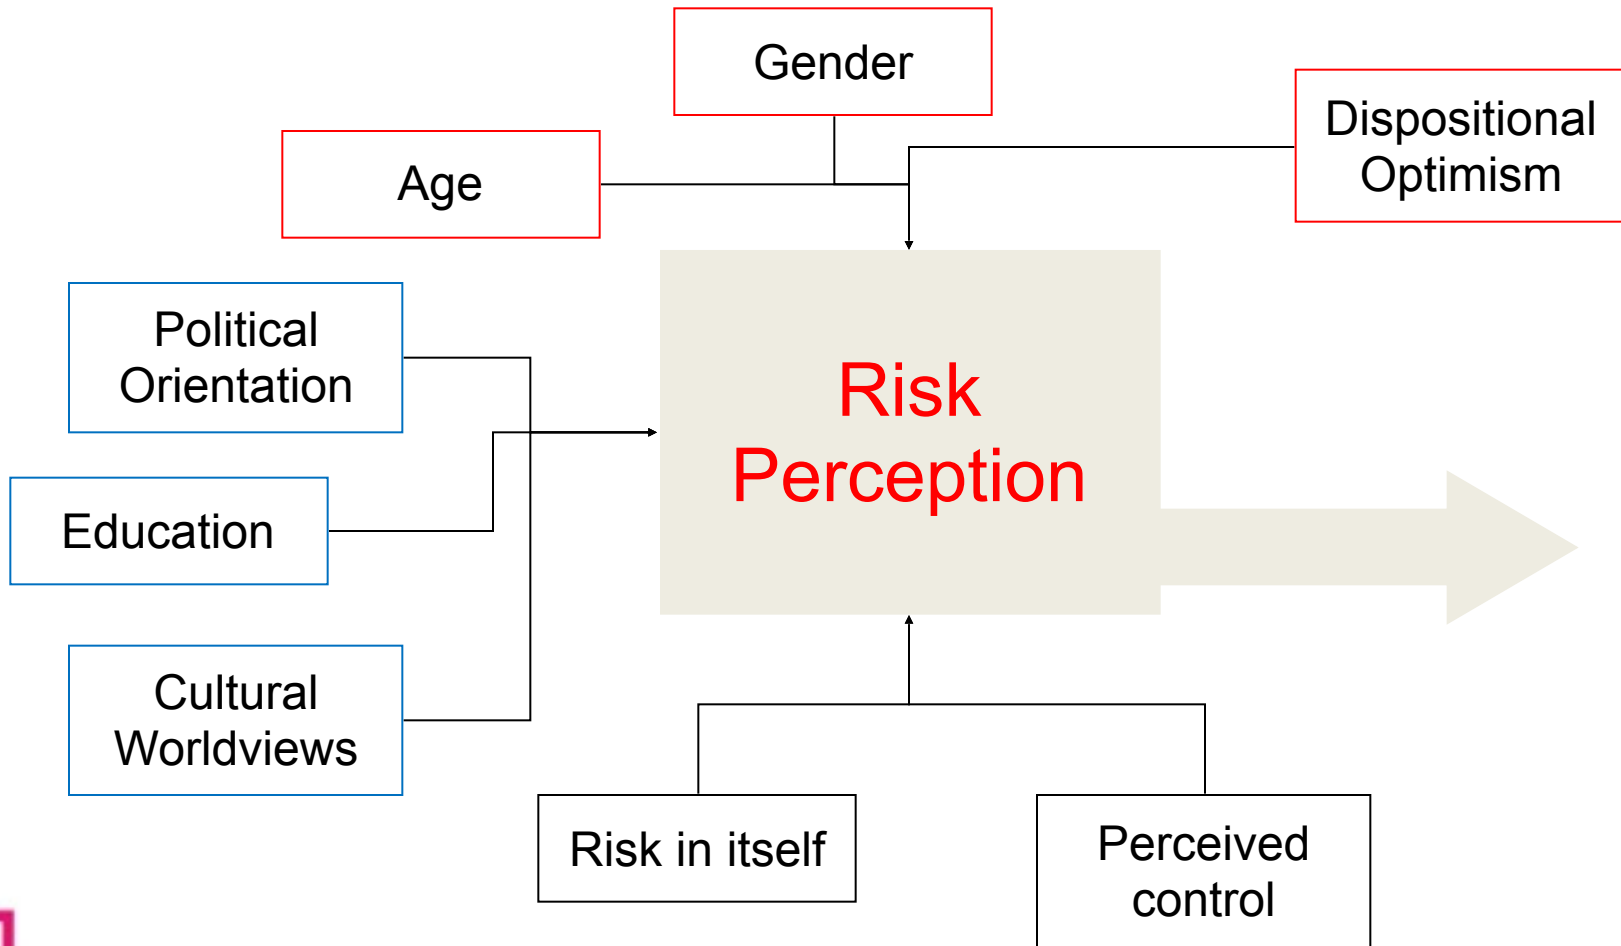 Gender
Dispositional
Optimism
Age
Political
Orientation
Risk
Perception
Education
Cultural
Worldviews
Risk in itself
Perceived
control